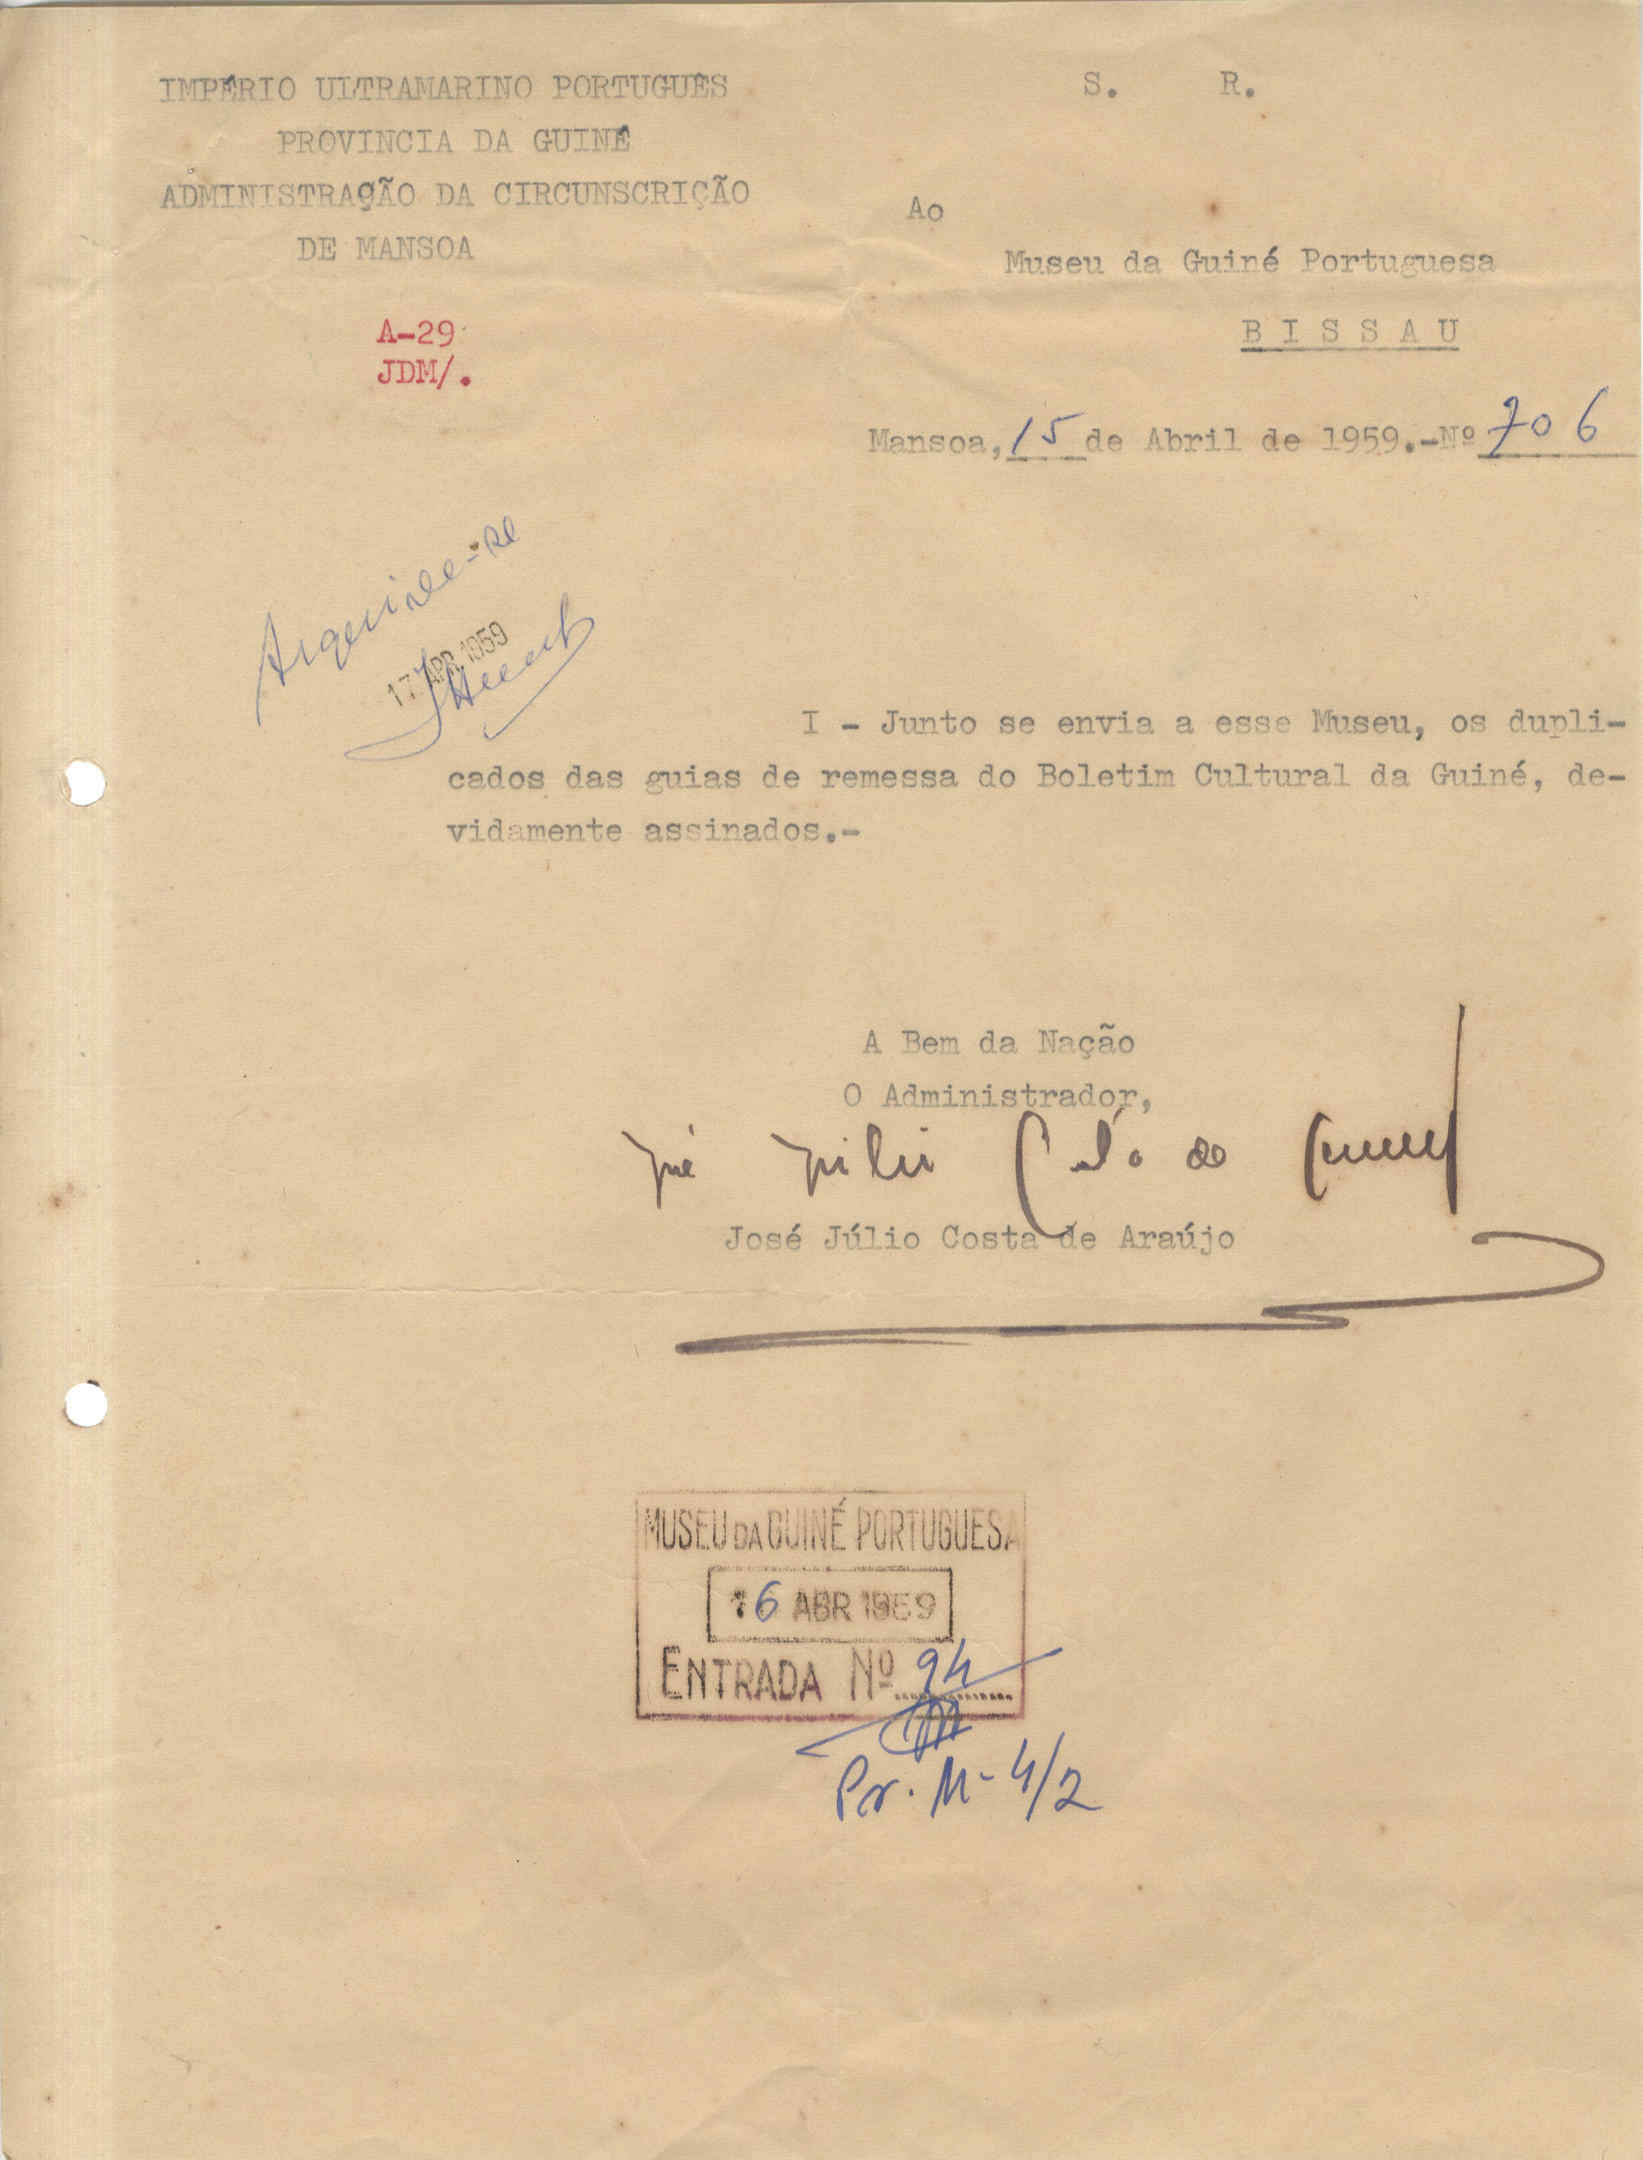 IMPÉRIO ULTRAMARINO PORTUGUÊS
PROVINCIA DA GUINÉ
ADMINISTRAÇÃO DA CIRCUNSCRIÇÃO
DE MANSOA
S. R.
Ao
Museu da Guiné Portuguesa
B I S S A U
A-29
JDM/.
Mansoa, 15 de Abril de 1959.-Nº 706
Arquive-se
17 APR. 1959
I - Junto se envia a esse Museu, os dupli-
cados das guias de remessa do Boletim Cultural da Guiné, de-
vidamente assinados.-
A Bem da Nação
O Administrador,
José Júlio Costa de Araújo
MUSEU DA GUINÉ PORTUGUESA
16 ABR 1959
ENTRADA Nº 94
Pr. M-4/2